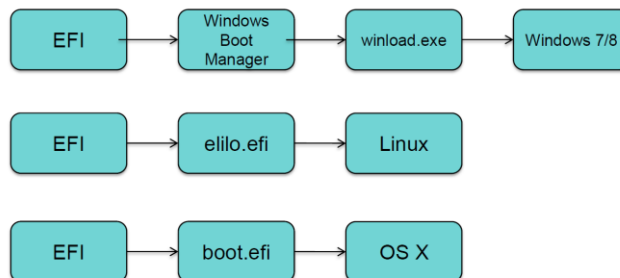 EFI
Windows
Boot
Manager
winload.exe
Windows 7/8
EFI
elilo.efi
Linux
EFI
boot.efi
OS X